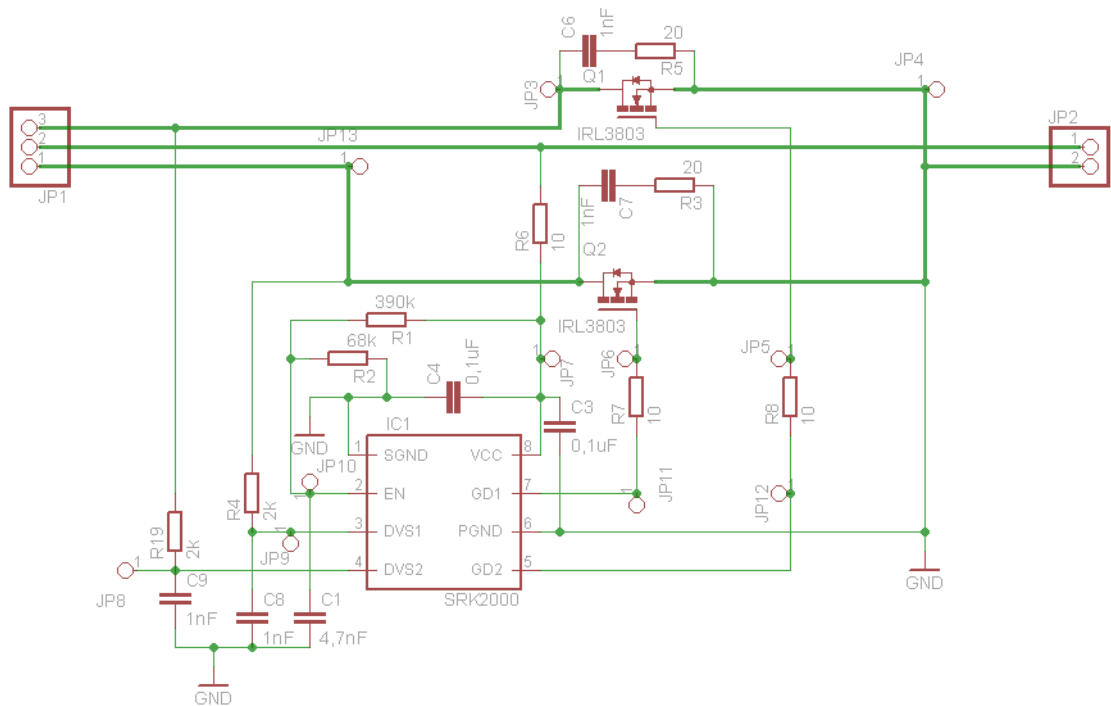 C6
1nF
20
R5
Q1
JP3
1
IRL3803
JP4
1
JP1
3
2
1
JP13
1
JP2
1
2
R6
10
1nF
C7
20
R3
Q2
IRL3803
390k
R1
68k
R2
C4
0,1uF
1
JP7
JP6
1
JP5
1
C3
0,1uF
R7
10
R8
10
GND
IC1
1
SGND
VCC
8
2
EN
GD1
7
3
DVS1
PGND
6
4
DVS2
GD2
5
SRK2000
JP10
1
JP11
1
JP12
1
R4
2k
1
JP9
R19
2k
1
JP8
C9
1nF
C8
1nF
C1
4,7nF
GND
GND